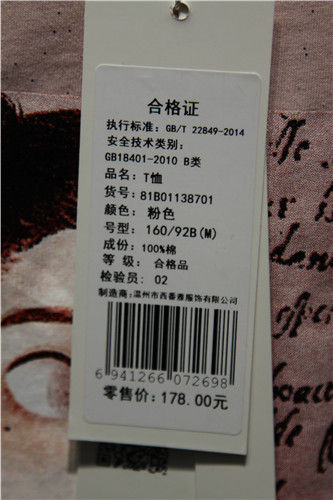 合格证
执行标准: GB/T 22849-2014
安全技术类别:
GB18401-2010 B类
品名: T恤
货号: 81B01138701
颜色: 粉色
号型: 160/92B(M)
成份: 100%棉
等 级: 合格品
检验员: 02
制造商: 温州市西番雅服饰有限公司
6 941266 072698
零售价: 178.00元